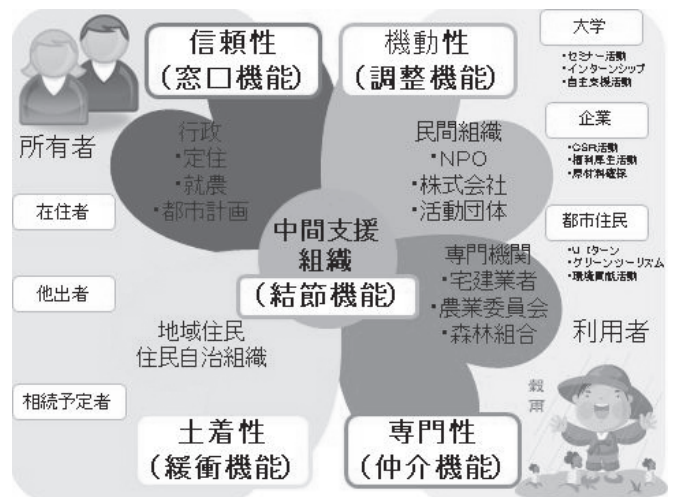 信頼性
(窓口機能)
機動性
(調整機能)
大学
・セミナー活動
・インターンシップ
・自主支援活動
所有者
行政
・定住
・就農
・都市計画
民間組織
・NPO
・株式会社
・活動団体
企業
・CSR活動
・福利厚生活動
・原材料確保
在住者
中間支援
組織
(結節機能)
都市住民
・UIターン
・グリーンツーリズム
・環境貢献活動
専門機関
・宅建業者
・農業委員会
・森林組合
他出者
地域住民
住民自治組織
利用者
穀雨
相続予定者
土着性
(緩衝機能)
専門性
(仲介機能)